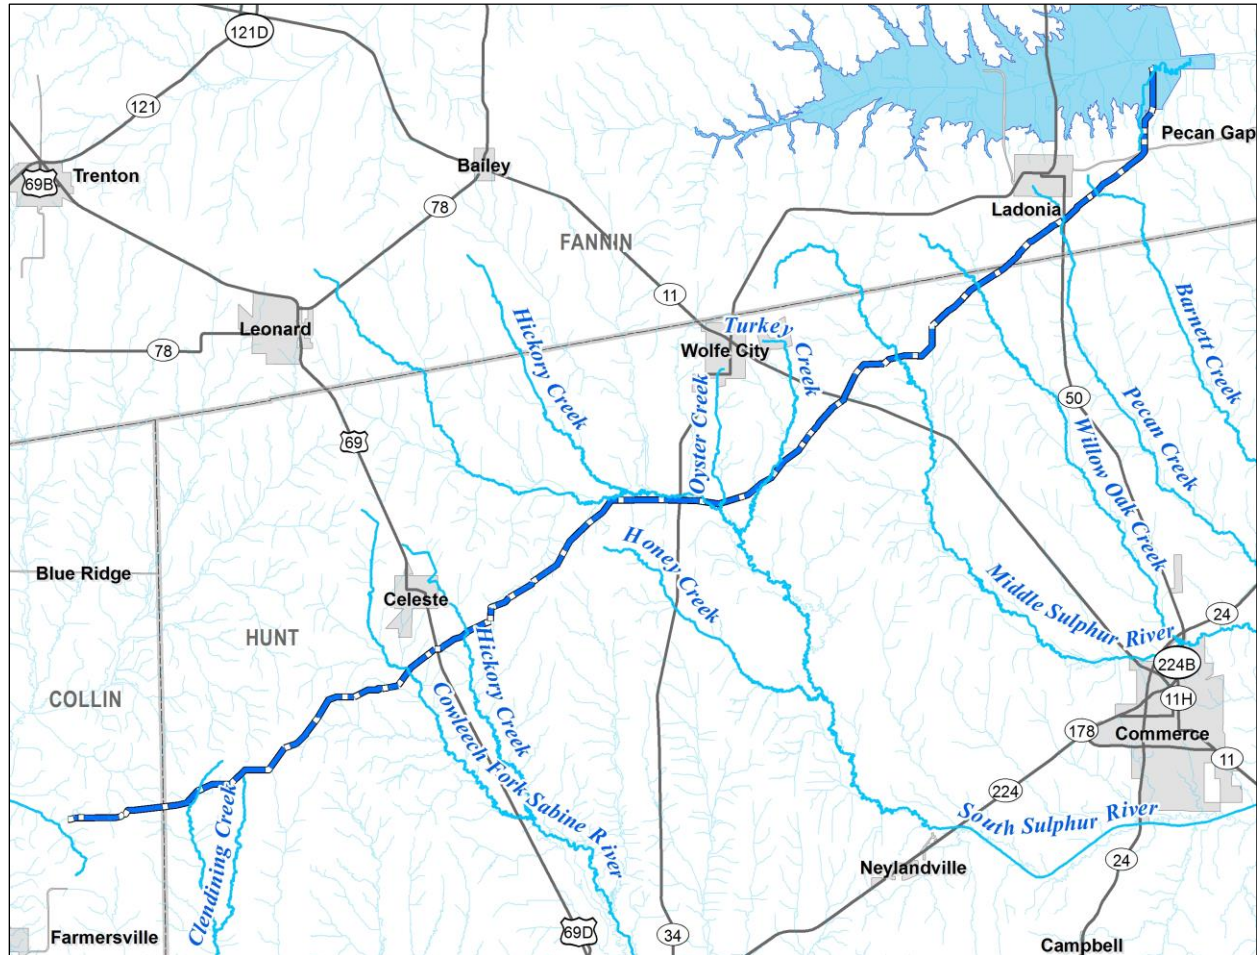 121D
121
Pecan Gap
Bailey
Trenton
69B
78
Ladonia
FANNIN
11
Hickory Creek
Barnett Creek
Leonard
Turkey Creek
78
Wolfe City
50
Pecan Creek
69
Oyster Creek
Willow Oak Creek
Honey Creek
Blue Ridge
Celeste
Middle Sulphur River
24
HUNT
Hickory Creek
224B
COLLIN
11H
Cowleech Fork Sabine River
178
Commerce
11
224
South Sulphur River
Clendining Creek
24
Neylandville
Farmersville
69D
34
Campbell